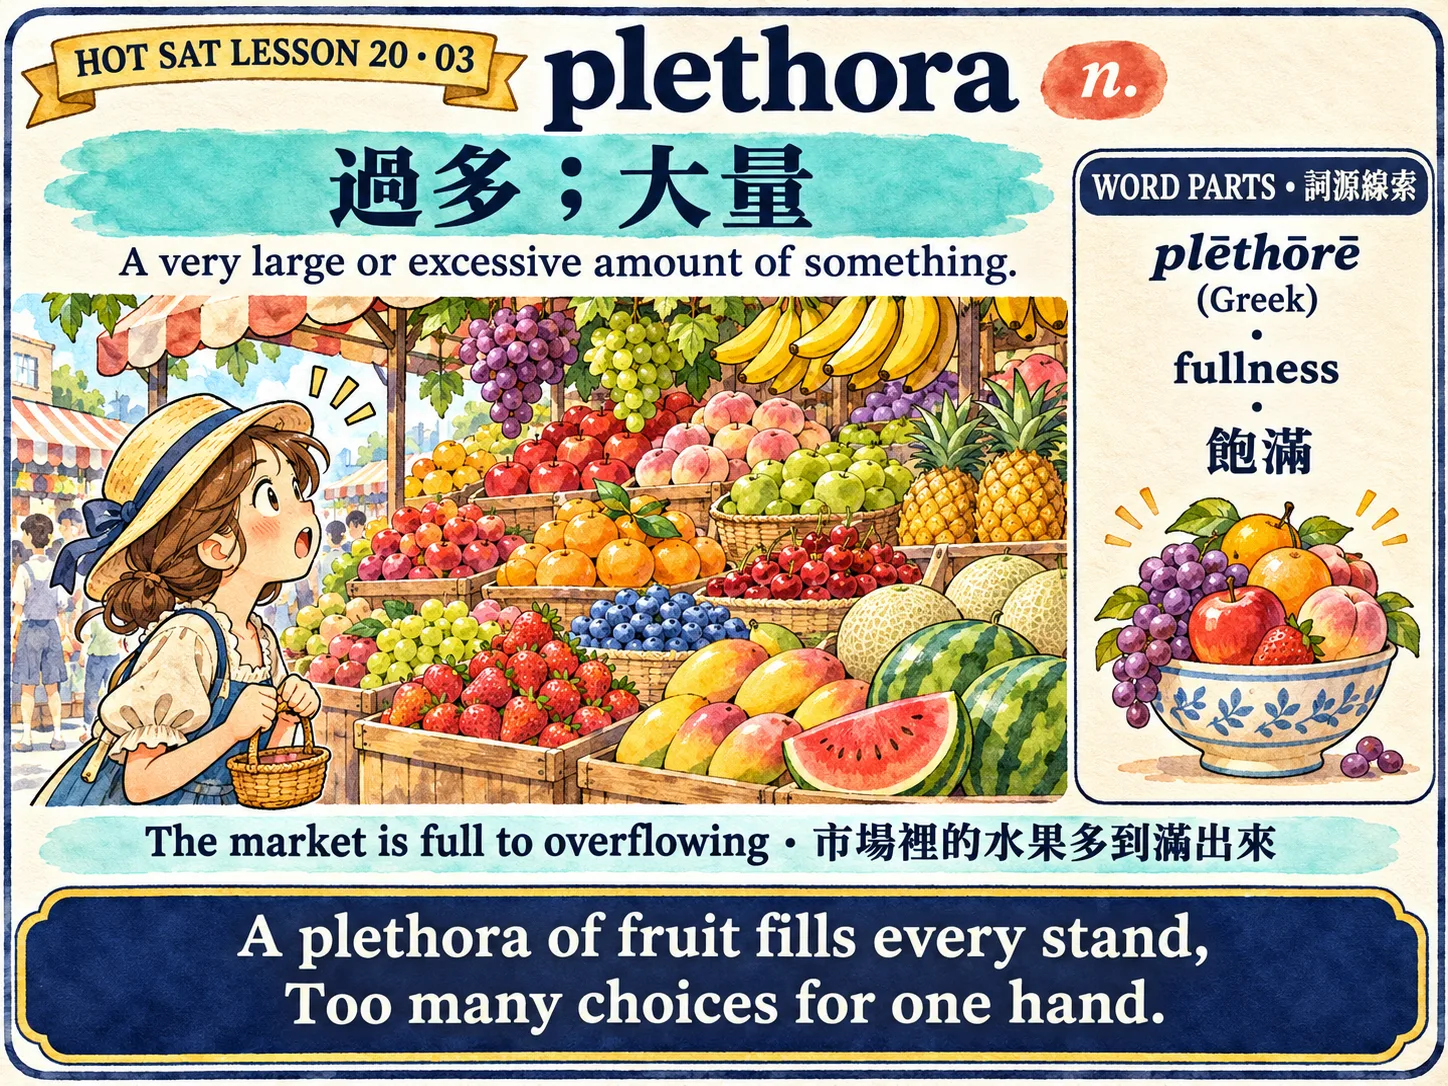 HOT SAT LESSON 20 · 03
plethora
n.
過多；大量
A very large or excessive amount of something.
WORD PARTS • 詞源線索
plēthōrē
(Greek)
•
fullness
•
飽滿
The market is full to overflowing • 市場裡的水果多到滿出來
A plethora of fruit fills every stand,
Too many choices for one hand.